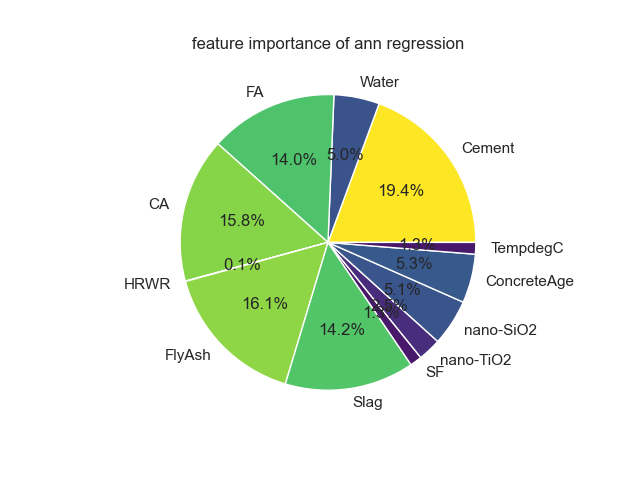 feature importance of ann regression
Water
FA
Cement
14.0%
5.0%
19.4%
CA
15.8%
1.3%
TempdegC
0.1%
5.3%
HRWR
ConcreteAge
5.1%
16.1%
14.2%
nano-SiO2
FlyAsh
nano-TiO2
SF
Slag